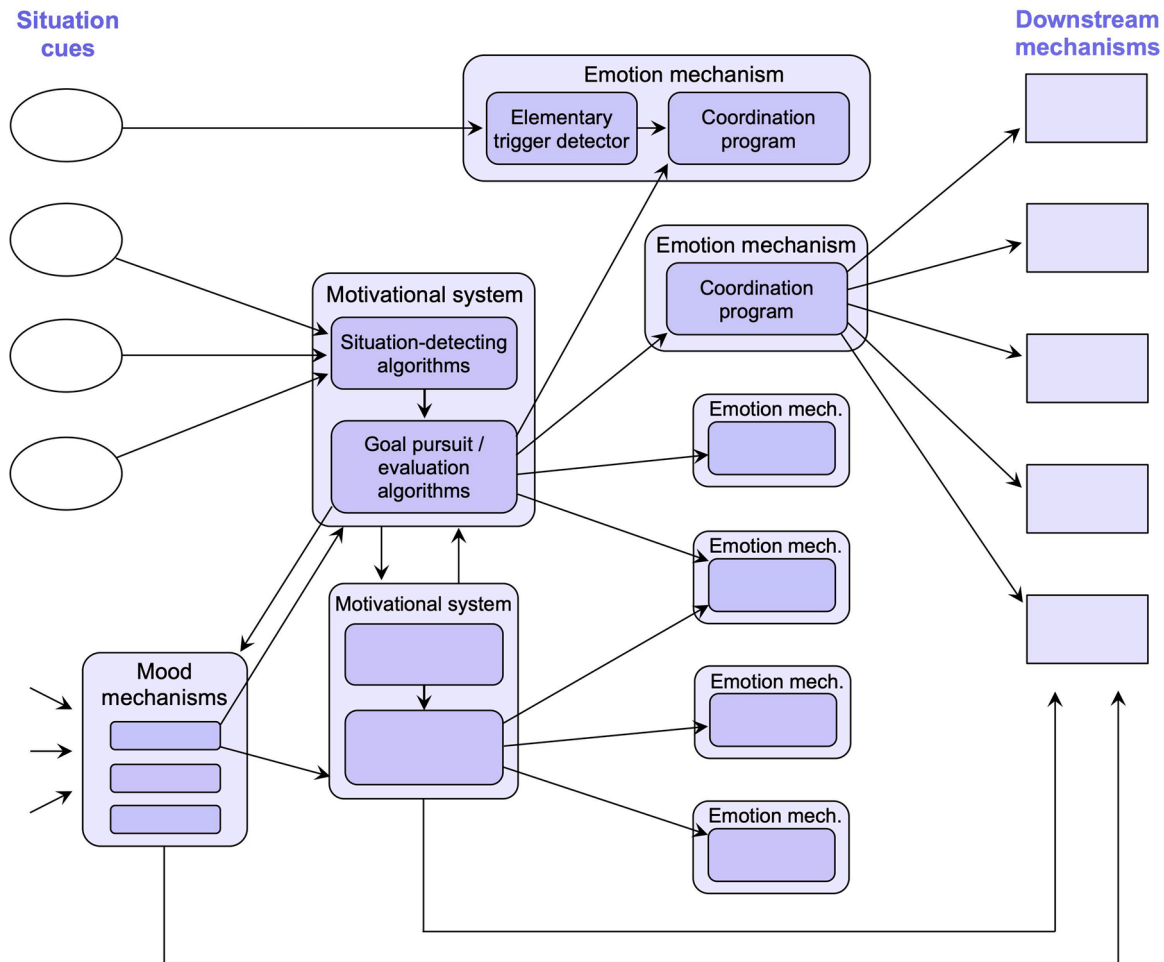 Situation
cues
Downstream
mechanisms
Emotion mechanism
Elementary
trigger detector
Coordination
program
Emotion mechanism
Coordination
program
Motivational system
Situation-detecting
algorithms
Goal pursuit /
evaluation
algorithms
Emotion mech.
Emotion mech.
Motivational system
Mood
mechanisms
Emotion mech.
Emotion mech.